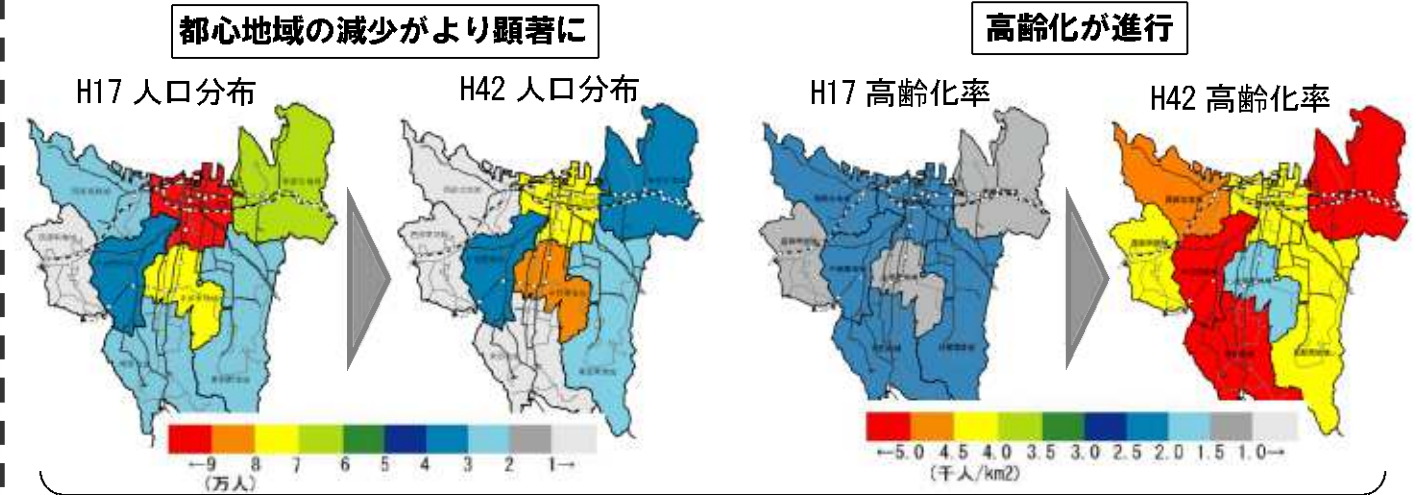 都心地域の減少がより顕著に
高齢化が進行
H17 人口分布
H42 人口分布
H17 高齢化率
H42 高齢化率
←9 8 7 6 5 4 3 2 1→
(万人)
←5.0 4.5 4.0 3.5 3.0 2.5 2.0 1.5 1.0→
(千人/km2)